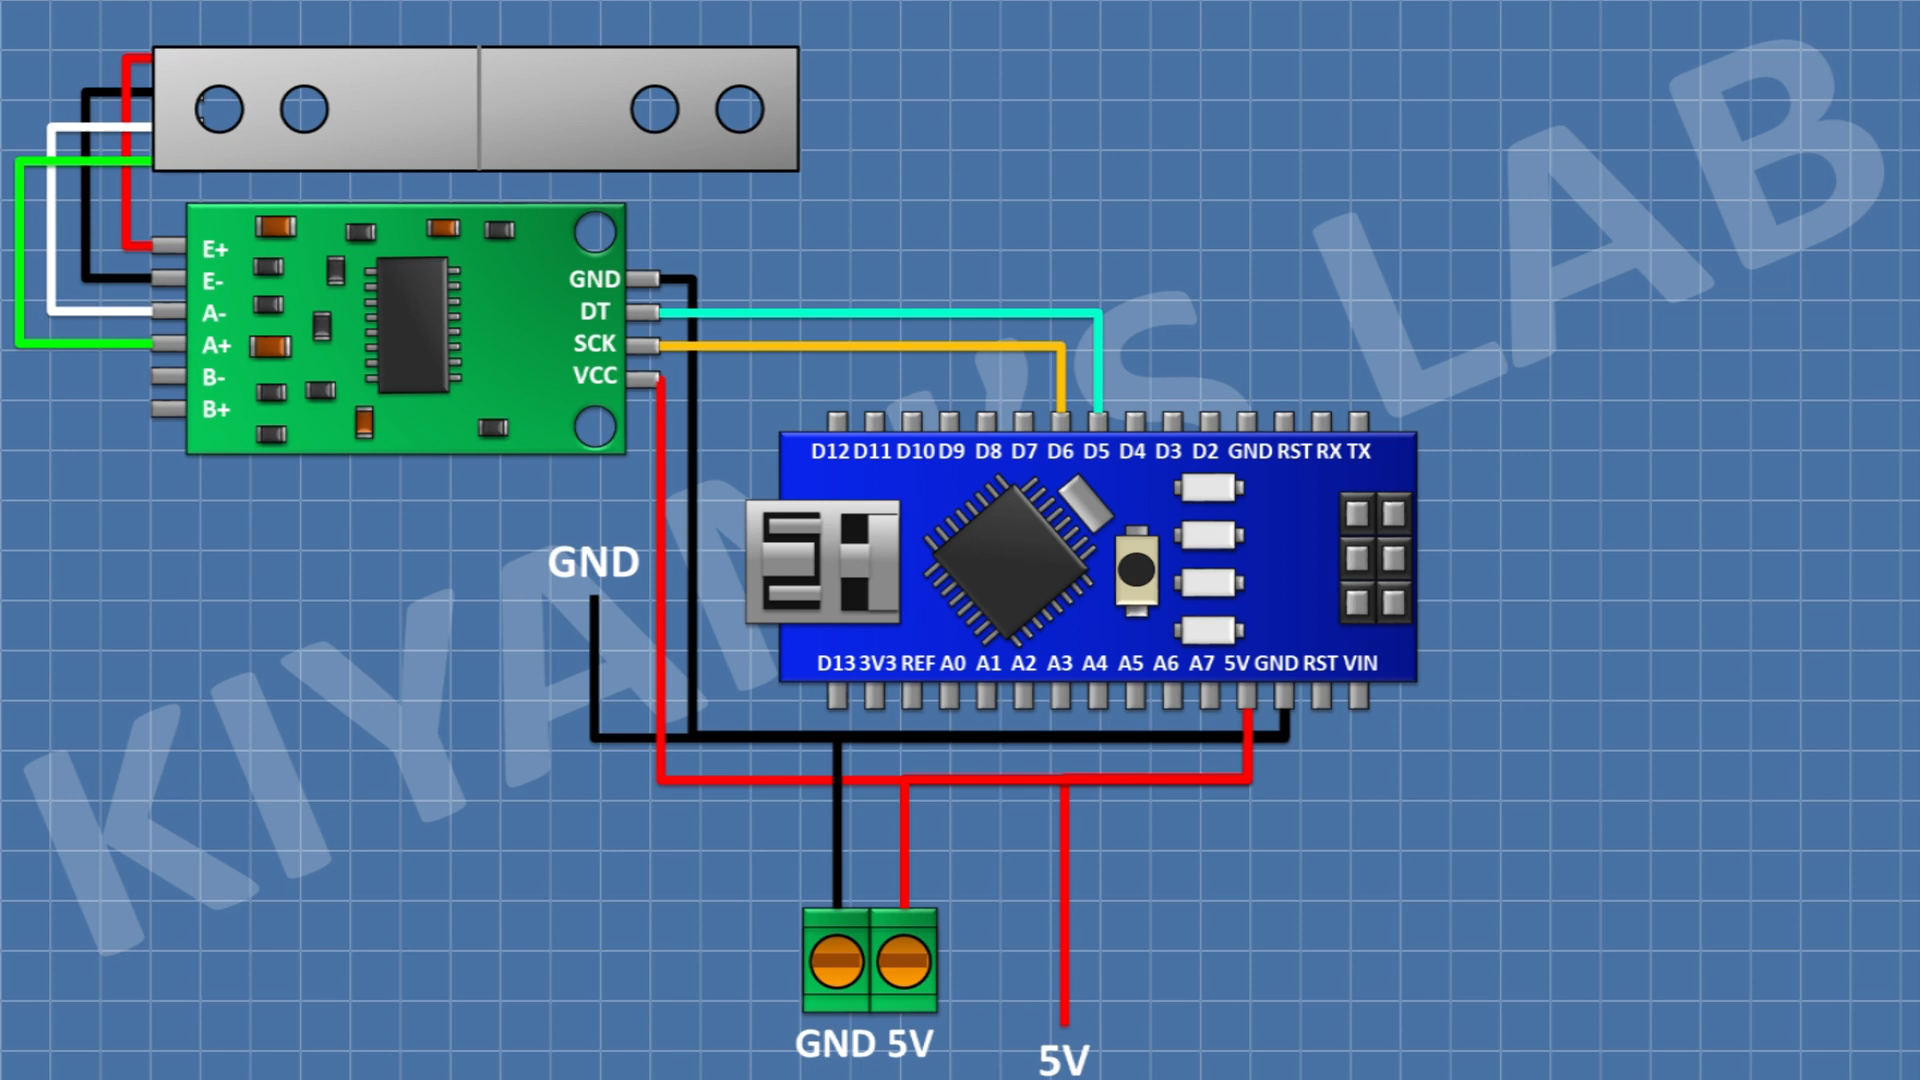 E+
E-
A-
A+
B-
B+
GND
DT
SCK
VCC
D12 D11 D10 D9 D8 D7 D6 D5 D4 D3 D2 GND RST RX TX
GND
D13 3V3 REF A0 A1 A2 A3 A4 A5 A6 A7 5V GND RST VIN
GND 5V
5V
KIYAN'S LAB